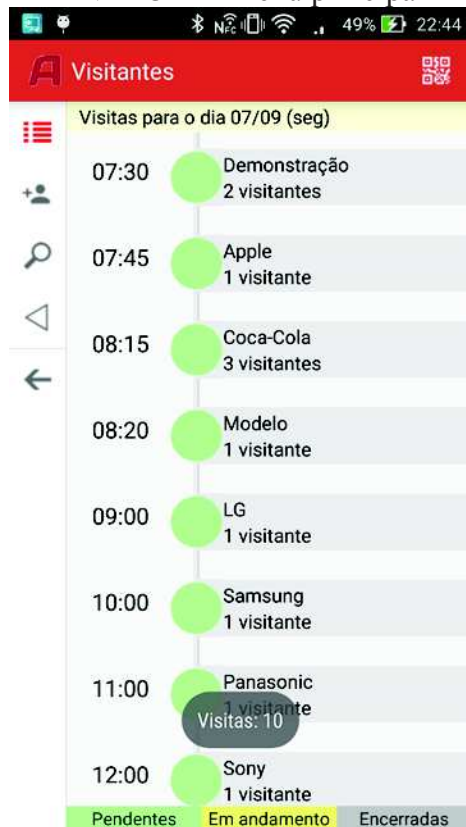 49% 22:44
Visitantes
Visitas para o dia 07/09 (seg)
07:30 Demonstração
2 visitantes
07:45 Apple
1 visitante
08:15 Coca-Cola
3 visitantes
08:20 Modelo
1 visitante
09:00 LG
1 visitante
10:00 Samsung
1 visitante
11:00 Panasonic
1 visitante
Visitas: 10
12:00 Sony
1 visitante
Pendentes Em andamento Encerradas